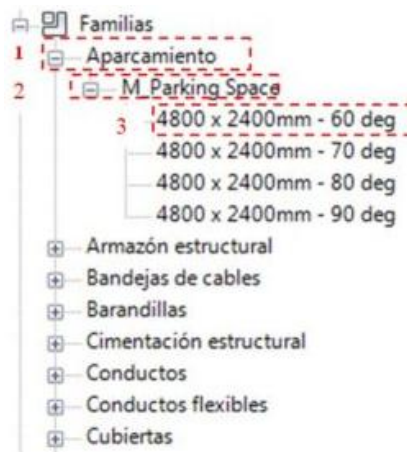 Familias
1 Aparcamiento
2 M_Parking Space
3 4800 x 2400mm - 60 deg
4800 x 2400mm - 70 deg
4800 x 2400mm - 80 deg
4800 x 2400mm - 90 deg
Armazón estructural
Bandejas de cables
Barandillas
Cimentación estructural
Conductos
Conductos flexibles
Cubiertas